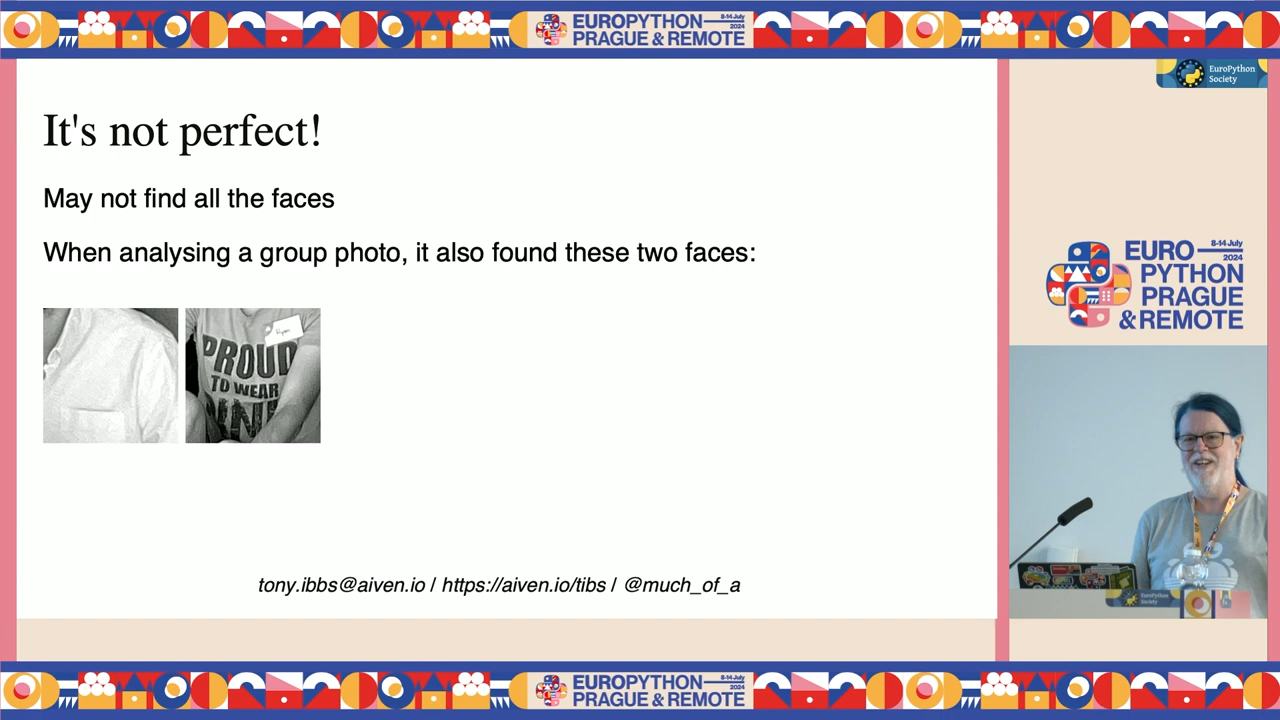 EUROPYTHON
8-14 July
2024
PRAGUE & REMOTE
EuroPython
Society
It's not perfect!
May not find all the faces
When analysing a group photo, it also found these two faces:
PROUD
TO WEAR
EURO
8-14 July
2024
PYTHON
PRAGUE
& REMOTE
tony.ibbs@aiven.io / https://aiven.io/tibs / @much_of_a
EuroPython
Society
EUROPYTHON
8-14 July
2024
PRAGUE & REMOTE